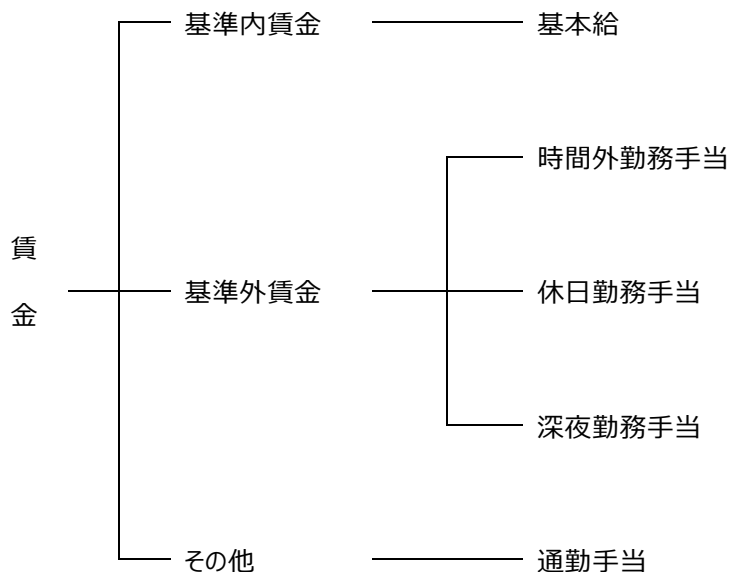 賃金
基準内賃金
基本給
時間外勤務手当
基準外賃金
休日勤務手当
深夜勤務手当
その他
通勤手当